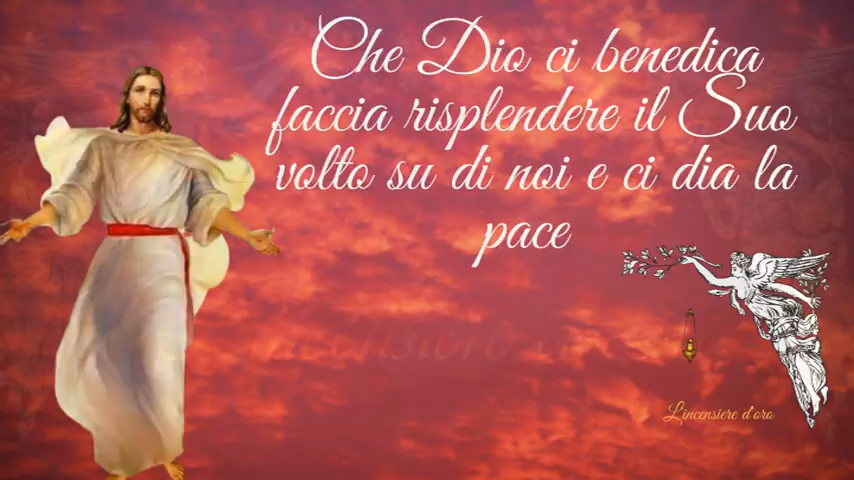 Che Dio ci benedica
faccia risplendere il Suo
volto su di noi e ci dia la
pace
L'incensiere d'oro